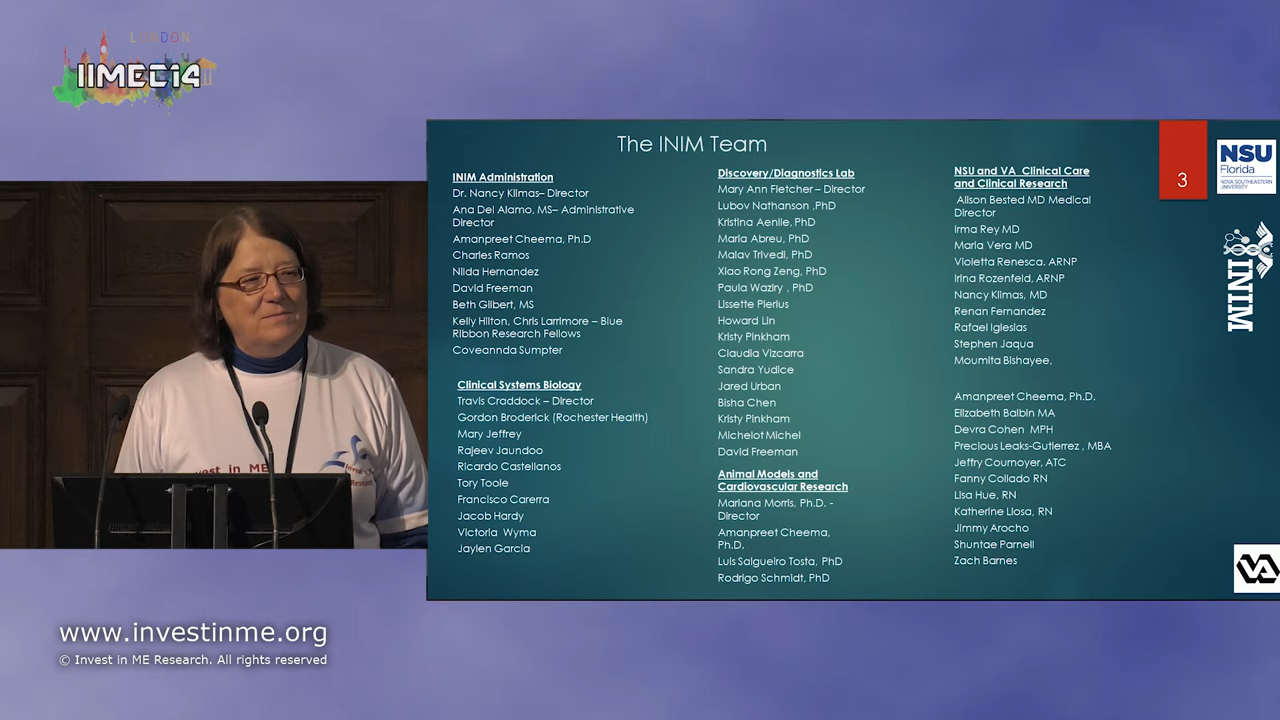 LONDON
IIMEC14
The INIM Team
INIM Administration
Dr. Nancy Klimas– Director
Ana Del Alamo, MS– Administrative
Director
Amanpreet Cheema, Ph.D
Charles Ramos
Nilda Hernandez
David Freeman
Beth Gilbert, MS
Kelly Hilton, Chris Larrimore – Blue
Ribbon Research Fellows
Coveannda Sumpter
Clinical Systems Biology
Travis Craddock – Director
Gordon Broderick (Rochester Health)
Mary Jeffrey
Rajeev Jaundoo
Ricardo Castellanos
Tory Toole
Francisco Carerra
Jacob Hardy
Victoria Wyma
Jaylen Garcia
Discovery/Diagnostics Lab
Mary Ann Fletcher – Director
Lubov Nathanson ,PhD
Kristina Aenlle, PhD
Maria Abreu, PhD
Malav Trivedi, PhD
Xiao Rong Zeng, PhD
Paula Waziry , PhD
Lissette Pierlus
Howard Lin
Kristy Pinkham
Claudia Vizcarra
Sandra Yudice
Jared Urban
Bisha Chen
Kristy Pinkham
Michelot Michel
David Freeman
Animal Models and
Cardiovascular Research
Mariana Morris, Ph.D. -
Director
Amanpreet Cheema,
Ph.D.
Luis Salgueiro Tosta, PhD
Rodrigo Schmidt, PhD
NSU and VA Clinical Care
and Clinical Research
Alison Bested MD Medical
Director
Irma Rey MD
Maria Vera MD
Violetta Renesca. ARNP
Irina Rozenfeld, ARNP
Nancy Klimas, MD
Renan Fernandez
Rafael Iglesias
Stephen Jaqua
Moumita Bishayee,
Amanpreet Cheema, Ph.D.
Elizabeth Balbin MA
Devra Cohen MPH
Precious Leaks-Gutierrez , MBA
Jeffry Cournoyer, ATC
Fanny Collado RN
Lisa Hue, RN
Katherine Llosa, RN
Jimmy Arocho
Shuntae Parnell
Zach Barnes
3
NSU
Florida
NOVA SOUTHEASTERN
UNIVERSITY
INIM
VA
Invest in ME
Research
www.investinme.org
© Invest in ME Research. All rights reserved